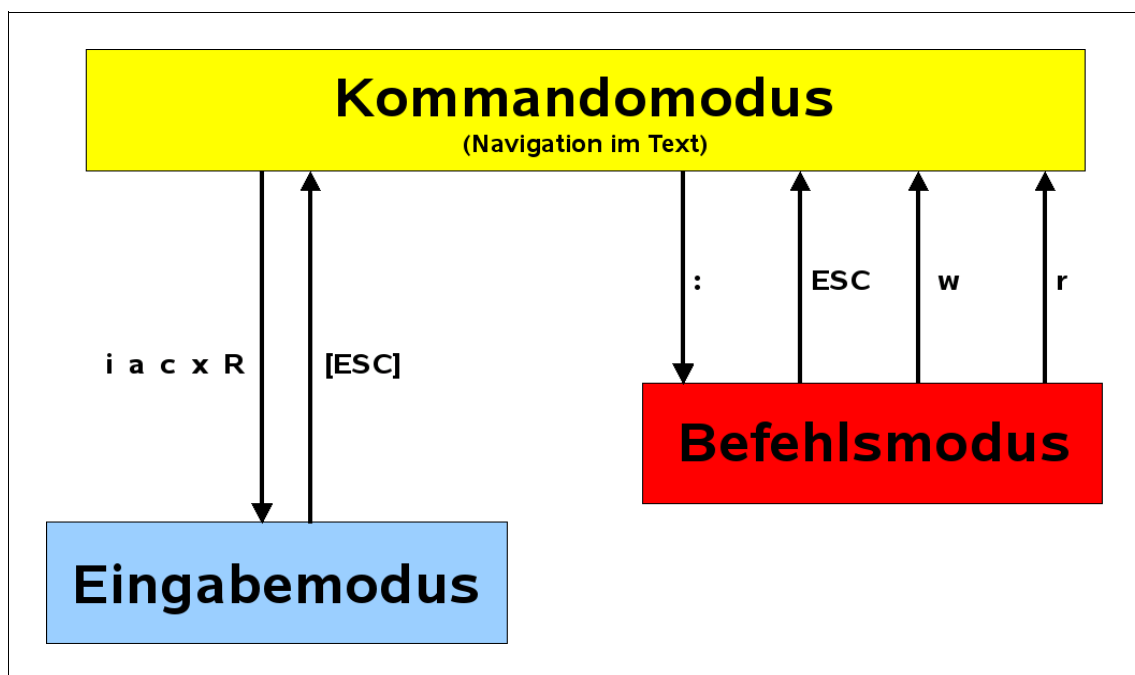 Kommandomodus
(Navigation im Text)
: ESC w r
i a c x R [ESC]
Befehlsmodus
Eingabemodus